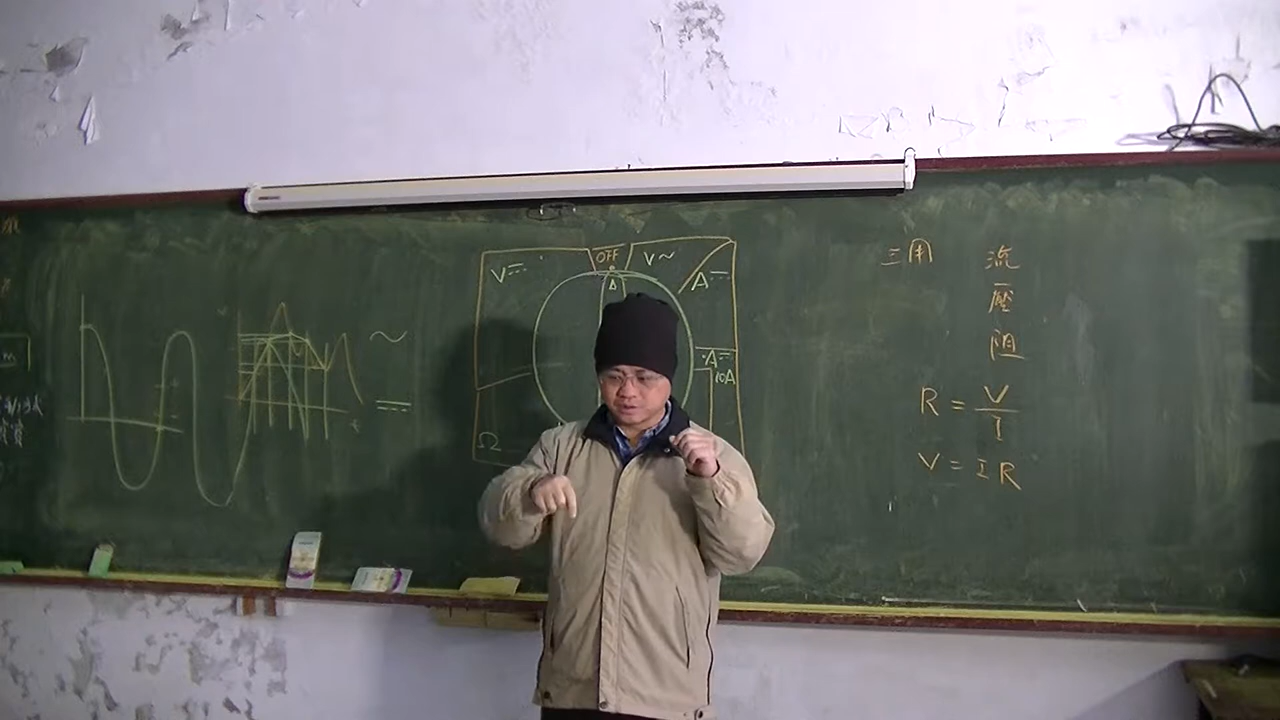 OFF
V⎓
V~
A⎓
A⎓
10A
Ω
~
三用
流
壓
阻
R = V/I
V = IR
m